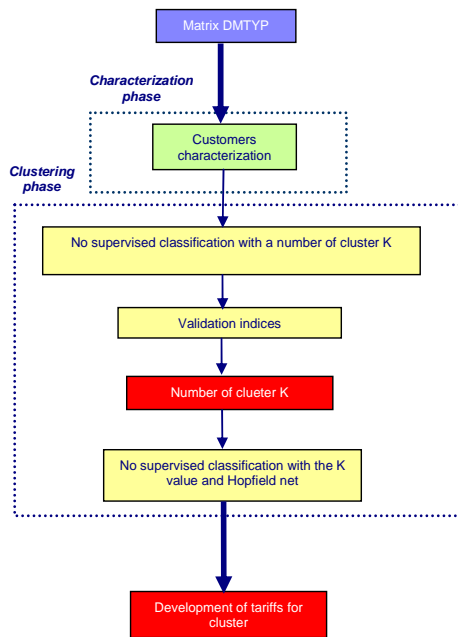 Matrix DMTYP
Characterization
phase
Customers
characterization
Clustering
phase
No supervised classification with a number of cluster K
Validation indices
Number of clueter K
No supervised classification with the K
value and Hopfield net
Development of tariffs for
cluster